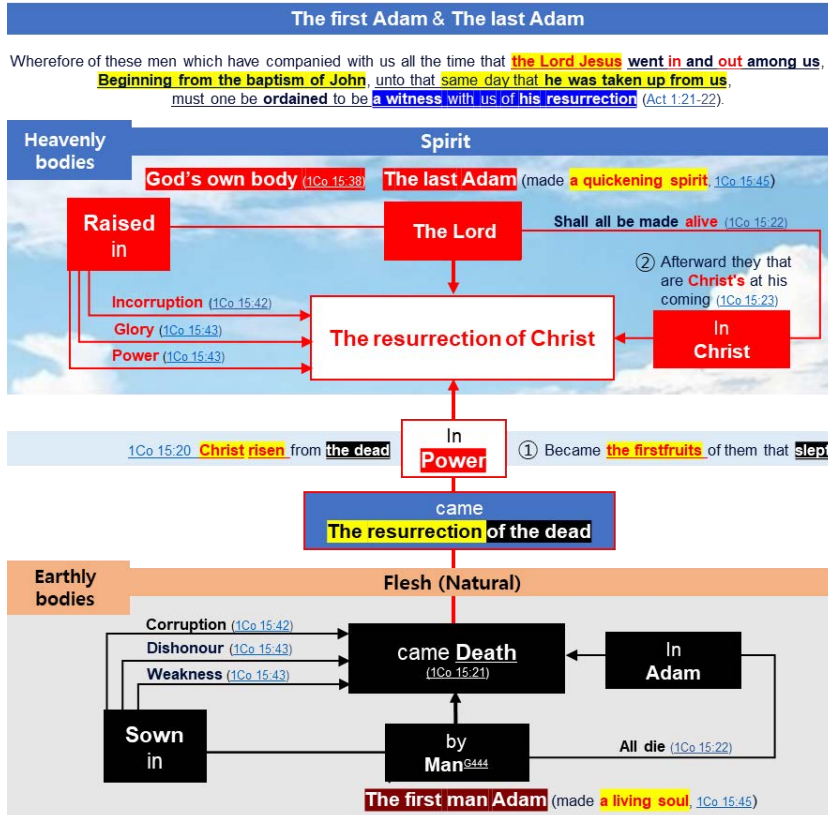 The first Adam & The last Adam
Wherefore of these men which have companied with us all the time that the Lord Jesus went in and out among us,
Beginning from the baptism of John, unto that same day that he was taken up from us,
must one be ordained to be a witness with us of his resurrection (Act 1:21-22).
Heavenly
bodies
Spirit
God's own body (1Co 15:38)
The last Adam (made a quickening spirit, 1Co 15:45)
Raised
in
The Lord
Shall all be made alive (1Co 15:22)
② Afterward they that
are Christ's at his
coming (1Co 15:23)
Incorruption (1Co 15:42)
Glory (1Co 15:43)
Power (1Co 15:43)
The resurrection of Christ
In
Christ
1Co 15:20 Christ risen from the dead
In
Power
① Became the firstfruits of them that slept
came
The resurrection of the dead
Earthly
bodies
Flesh (Natural)
Corruption (1Co 15:42)
Dishonour (1Co 15:43)
Weakness (1Co 15:43)
came Death
(1Co 15:21)
In
Adam
Sown
in
by
Man G444
All die (1Co 15:22)
The first man Adam (made a living soul, 1Co 15:45)